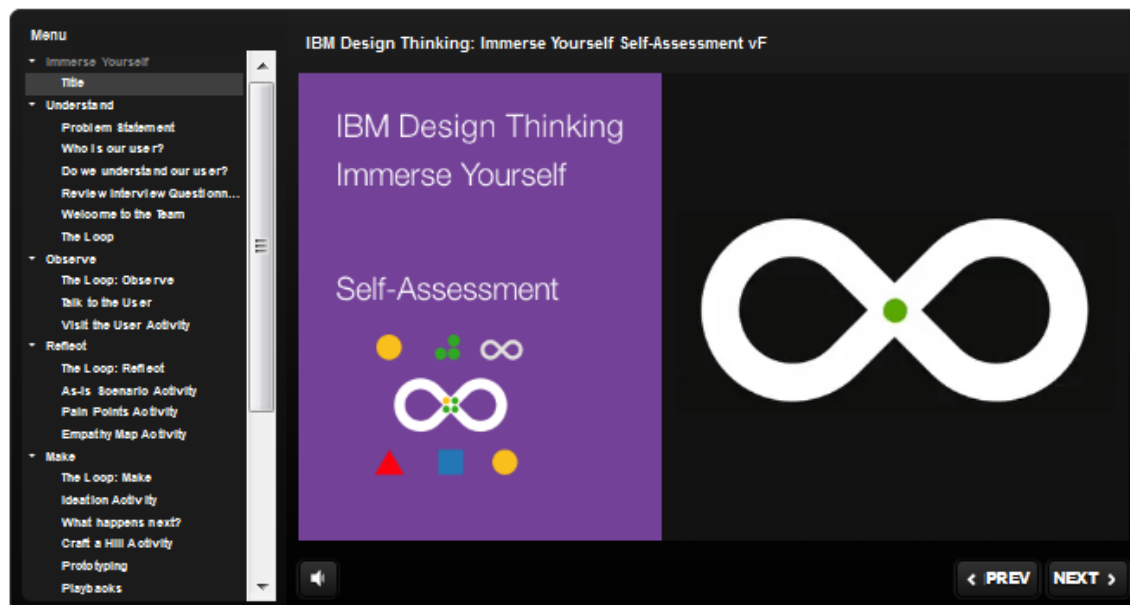 Menu
Immerse Yourself
Title
Understand
Problem Statement
Who is our user?
Do we understand our user?
Review Interview Questionn...
Welcome to the Team
The Loop
Observe
The Loop: Observe
Talk to the User
Visit the User Activity
Reflect
The Loop: Reflect
As-Is Scenario Activity
Pain Points Activity
Empathy Map Activity
Make
The Loop: Make
Ideation Activity
What happens next?
Craft a Hill Activity
Prototyping
Playbacks
IBM Design Thinking: Immerse Yourself Self-Assessment vF
IBM Design Thinking
Immerse Yourself
Self-Assessment
PREV
NEXT